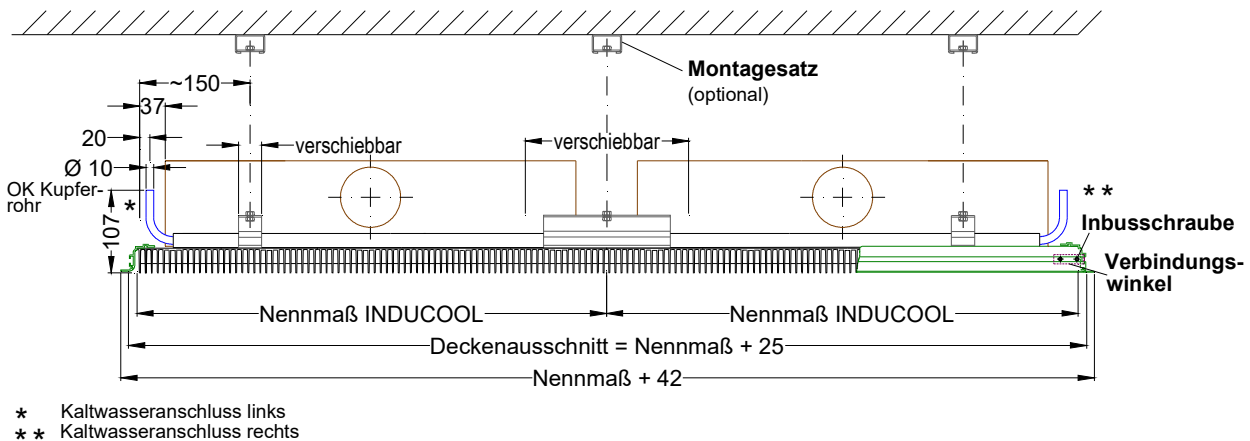 Montagesatz
(optional)
~150
37
20
verschiebbar
verschiebbar
Ø 10
OK Kupfer-
rohr
*
107
* *
Inbusschraube
Verbindungs-
winkel
Nennmaß INDUCOOL
Nennmaß INDUCOOL
Deckenausschnitt = Nennmaß + 25
Nennmaß + 42
* Kaltwasseranschluss links
* * Kaltwasseranschluss rechts